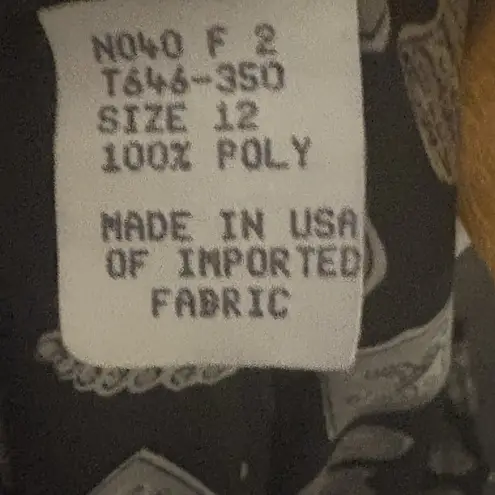 N040 F 2
T646-350
SIZE 12
100% POLY
MADE IN USA
OF IMPORTED
FABRIC